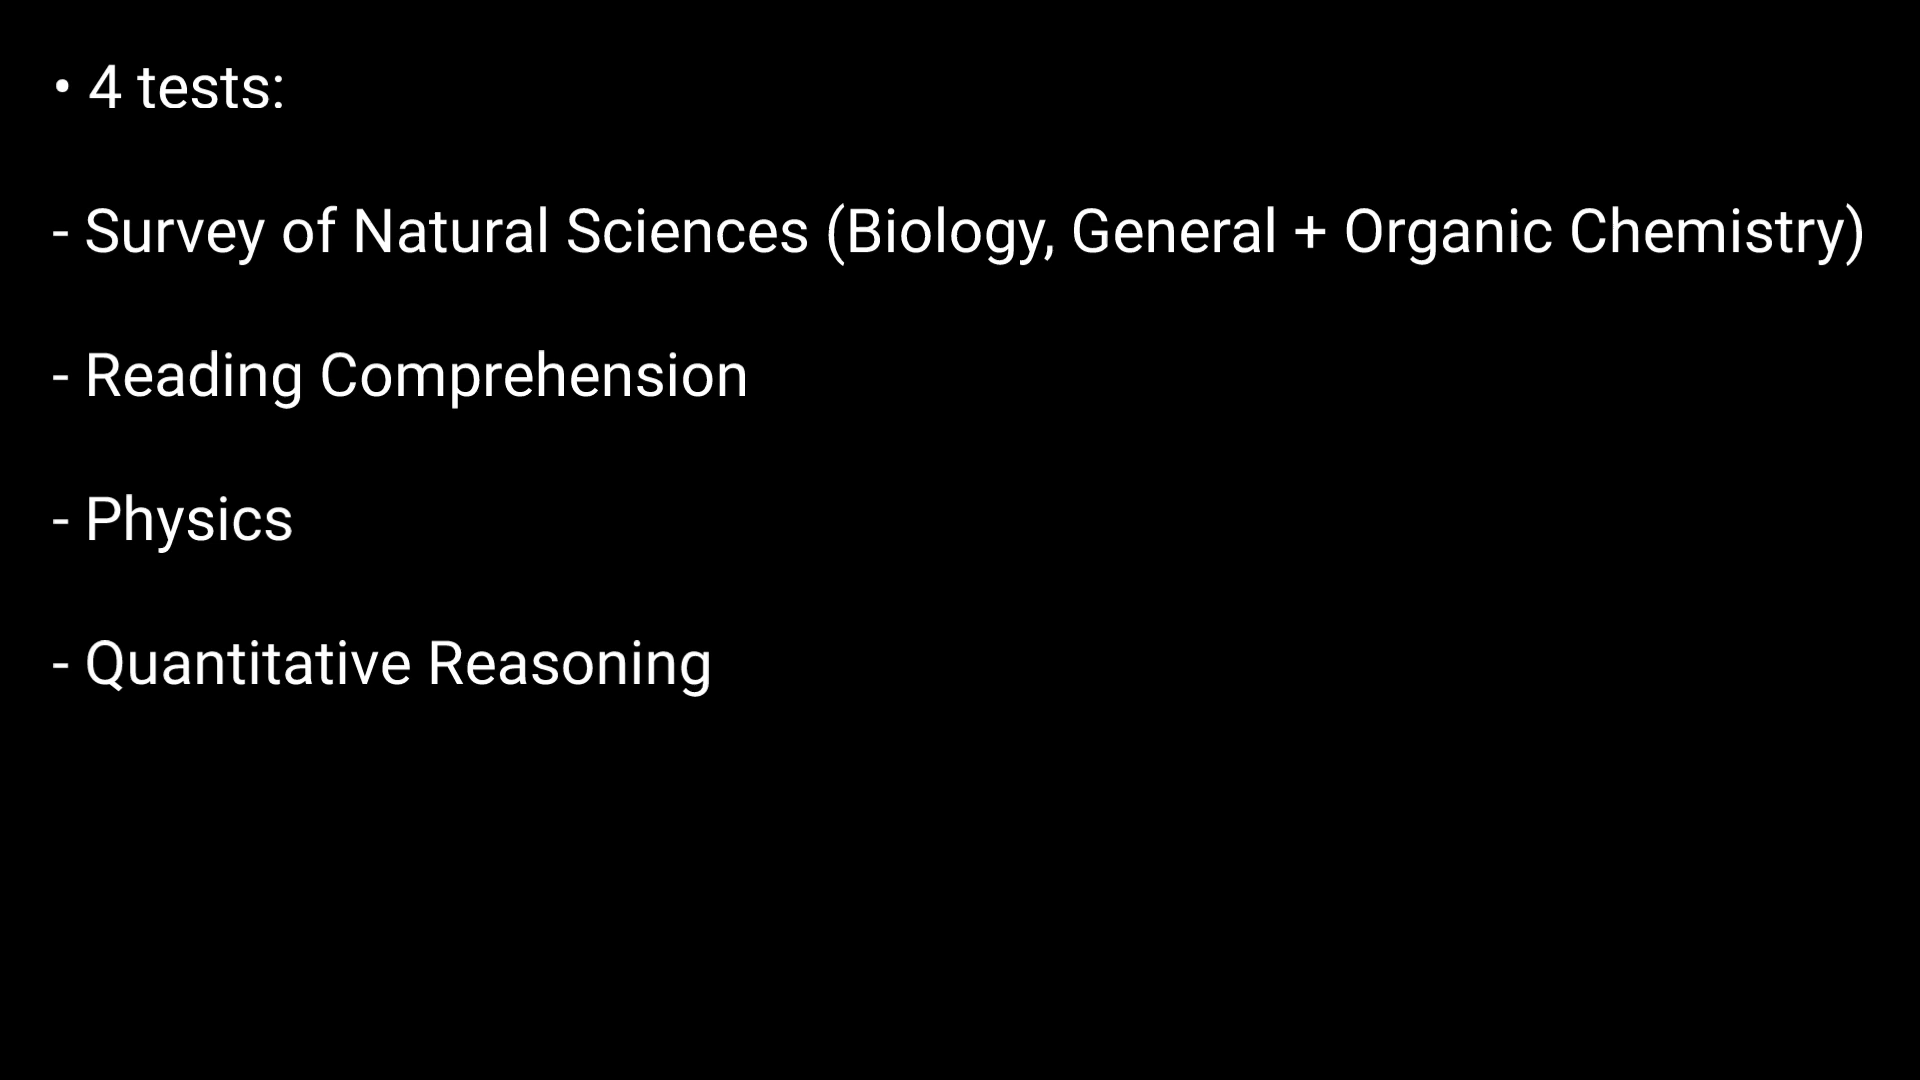 • 4 tests:
- Survey of Natural Sciences (Biology, General + Organic Chemistry)
- Reading Comprehension
- Physics
- Quantitative Reasoning